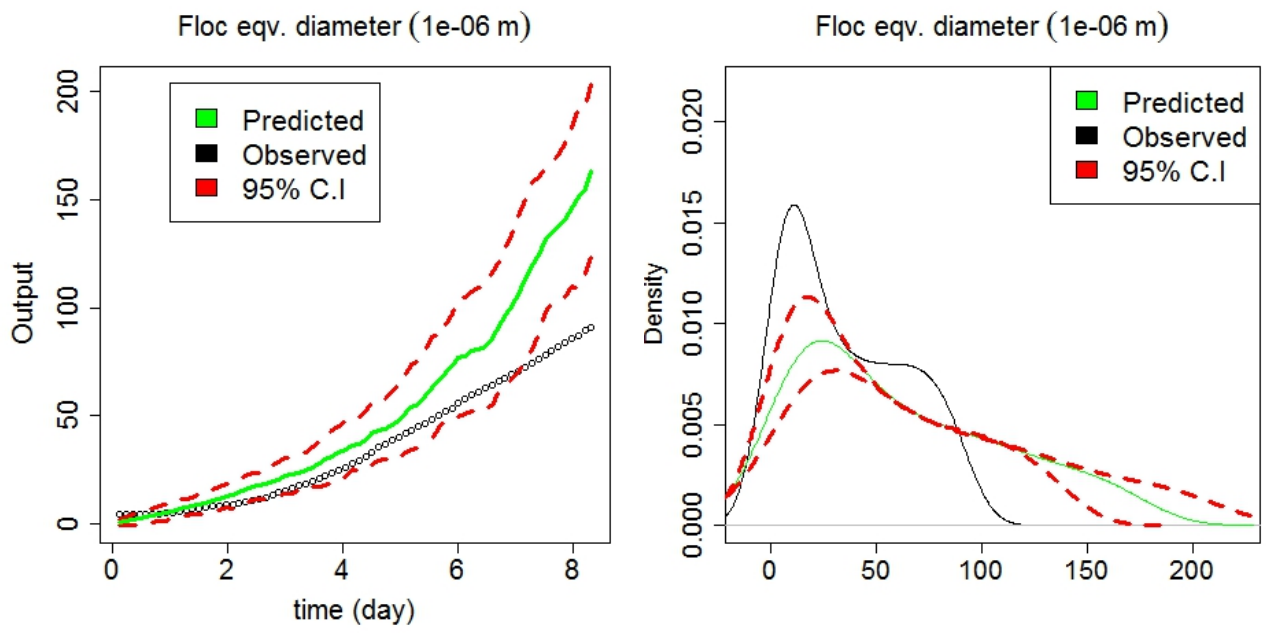 Floc eqv. diameter (1e-06 m)
Predicted
Observed
95% C.I
Output
0
50
100
150
200
0
2
4
6
8
time (day)
Floc eqv. diameter (1e-06 m)
Predicted
Observed
95% C.I
Density
0.000
0.005
0.010
0.015
0.020
0
50
100
150
200